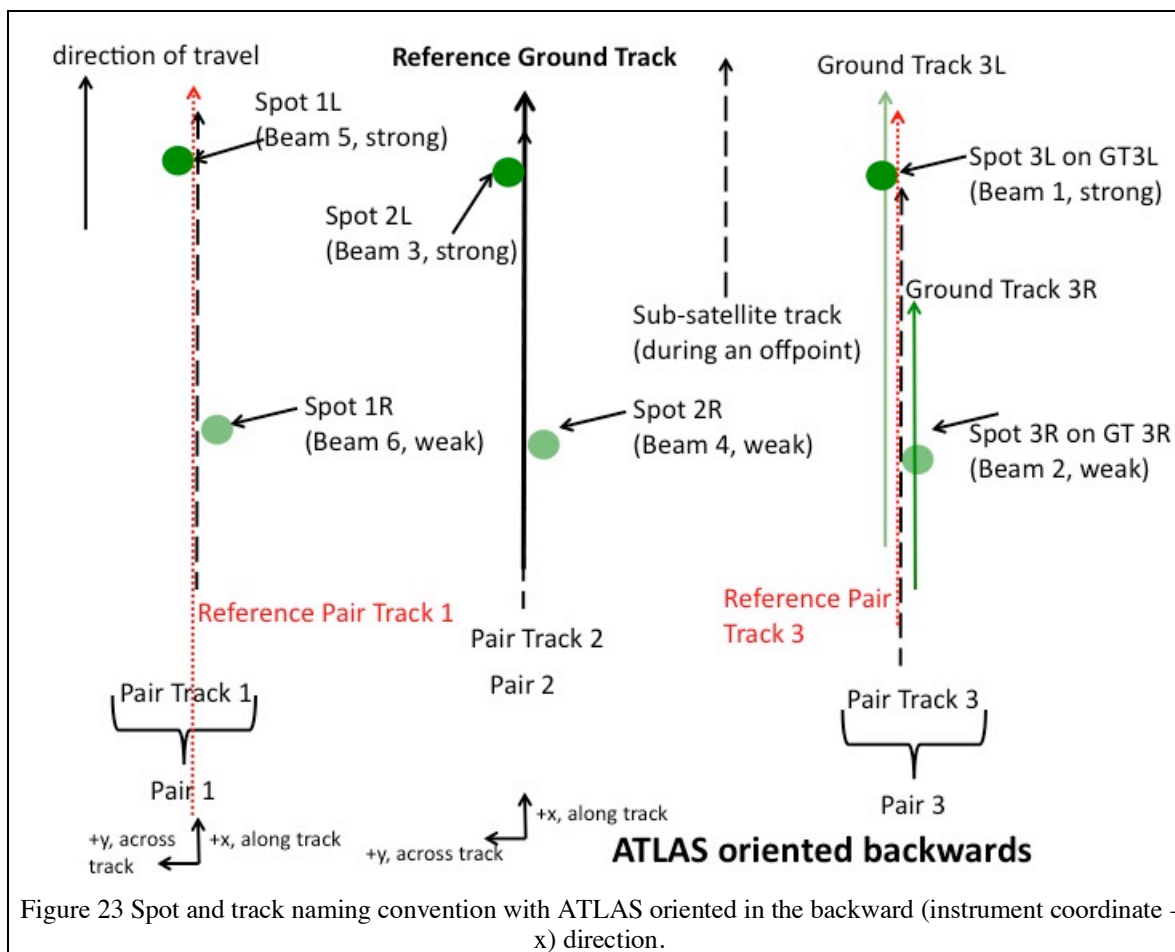 direction of travel
Reference Ground Track
Ground Track 3L
Spot 1L
(Beam 5, strong)
Spot 2L
(Beam 3, strong)
Spot 3L on GT3L
(Beam 1, strong)
Ground Track 3R
Sub-satellite track
(during an offpoint)
Spot 1R
(Beam 6, weak)
Spot 2R
(Beam 4, weak)
Spot 3R on GT 3R
(Beam 2, weak)
Reference Pair Track 1
Reference Pair
Track 3
Pair Track 2
Pair 2
Pair Track 1
Pair Track 3
Pair 1
Pair 3
+y, across
track
+x, along track
+x, along track
+y, across track
ATLAS oriented backwards
Figure 23 Spot and track naming convention with ATLAS oriented in the backward (instrument coordinate -
x) direction.